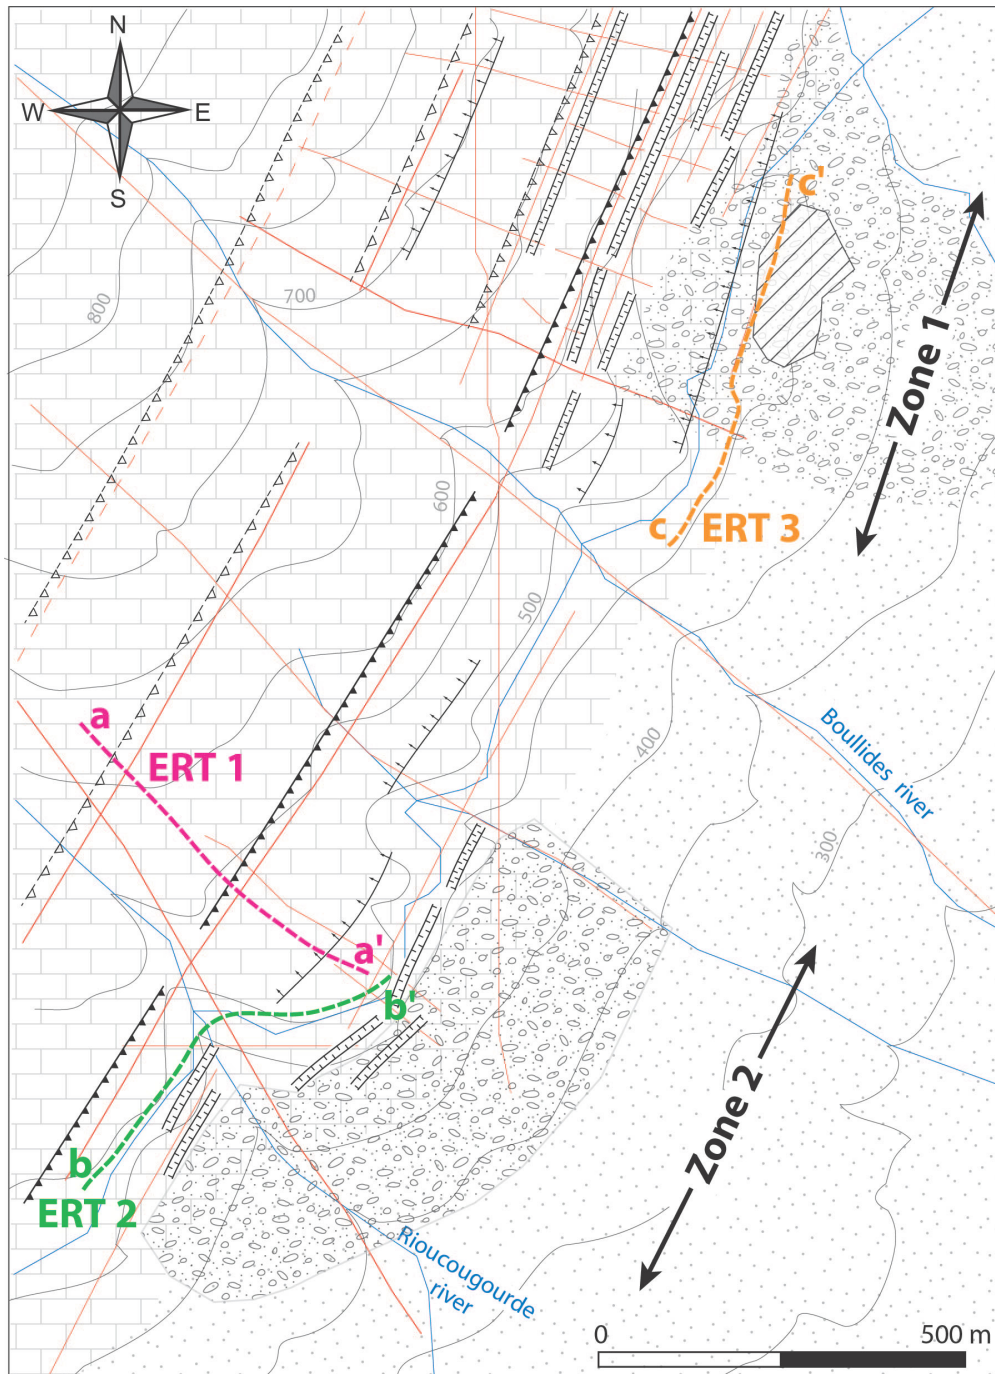 N
W
E
S
c'
800
700
Zone 1
600
c
ERT 3
500
a
ERT 1
400
Boullides river
300
a'
b'
Zone 2
b
ERT 2
Rioucougourde
river
0
500 m